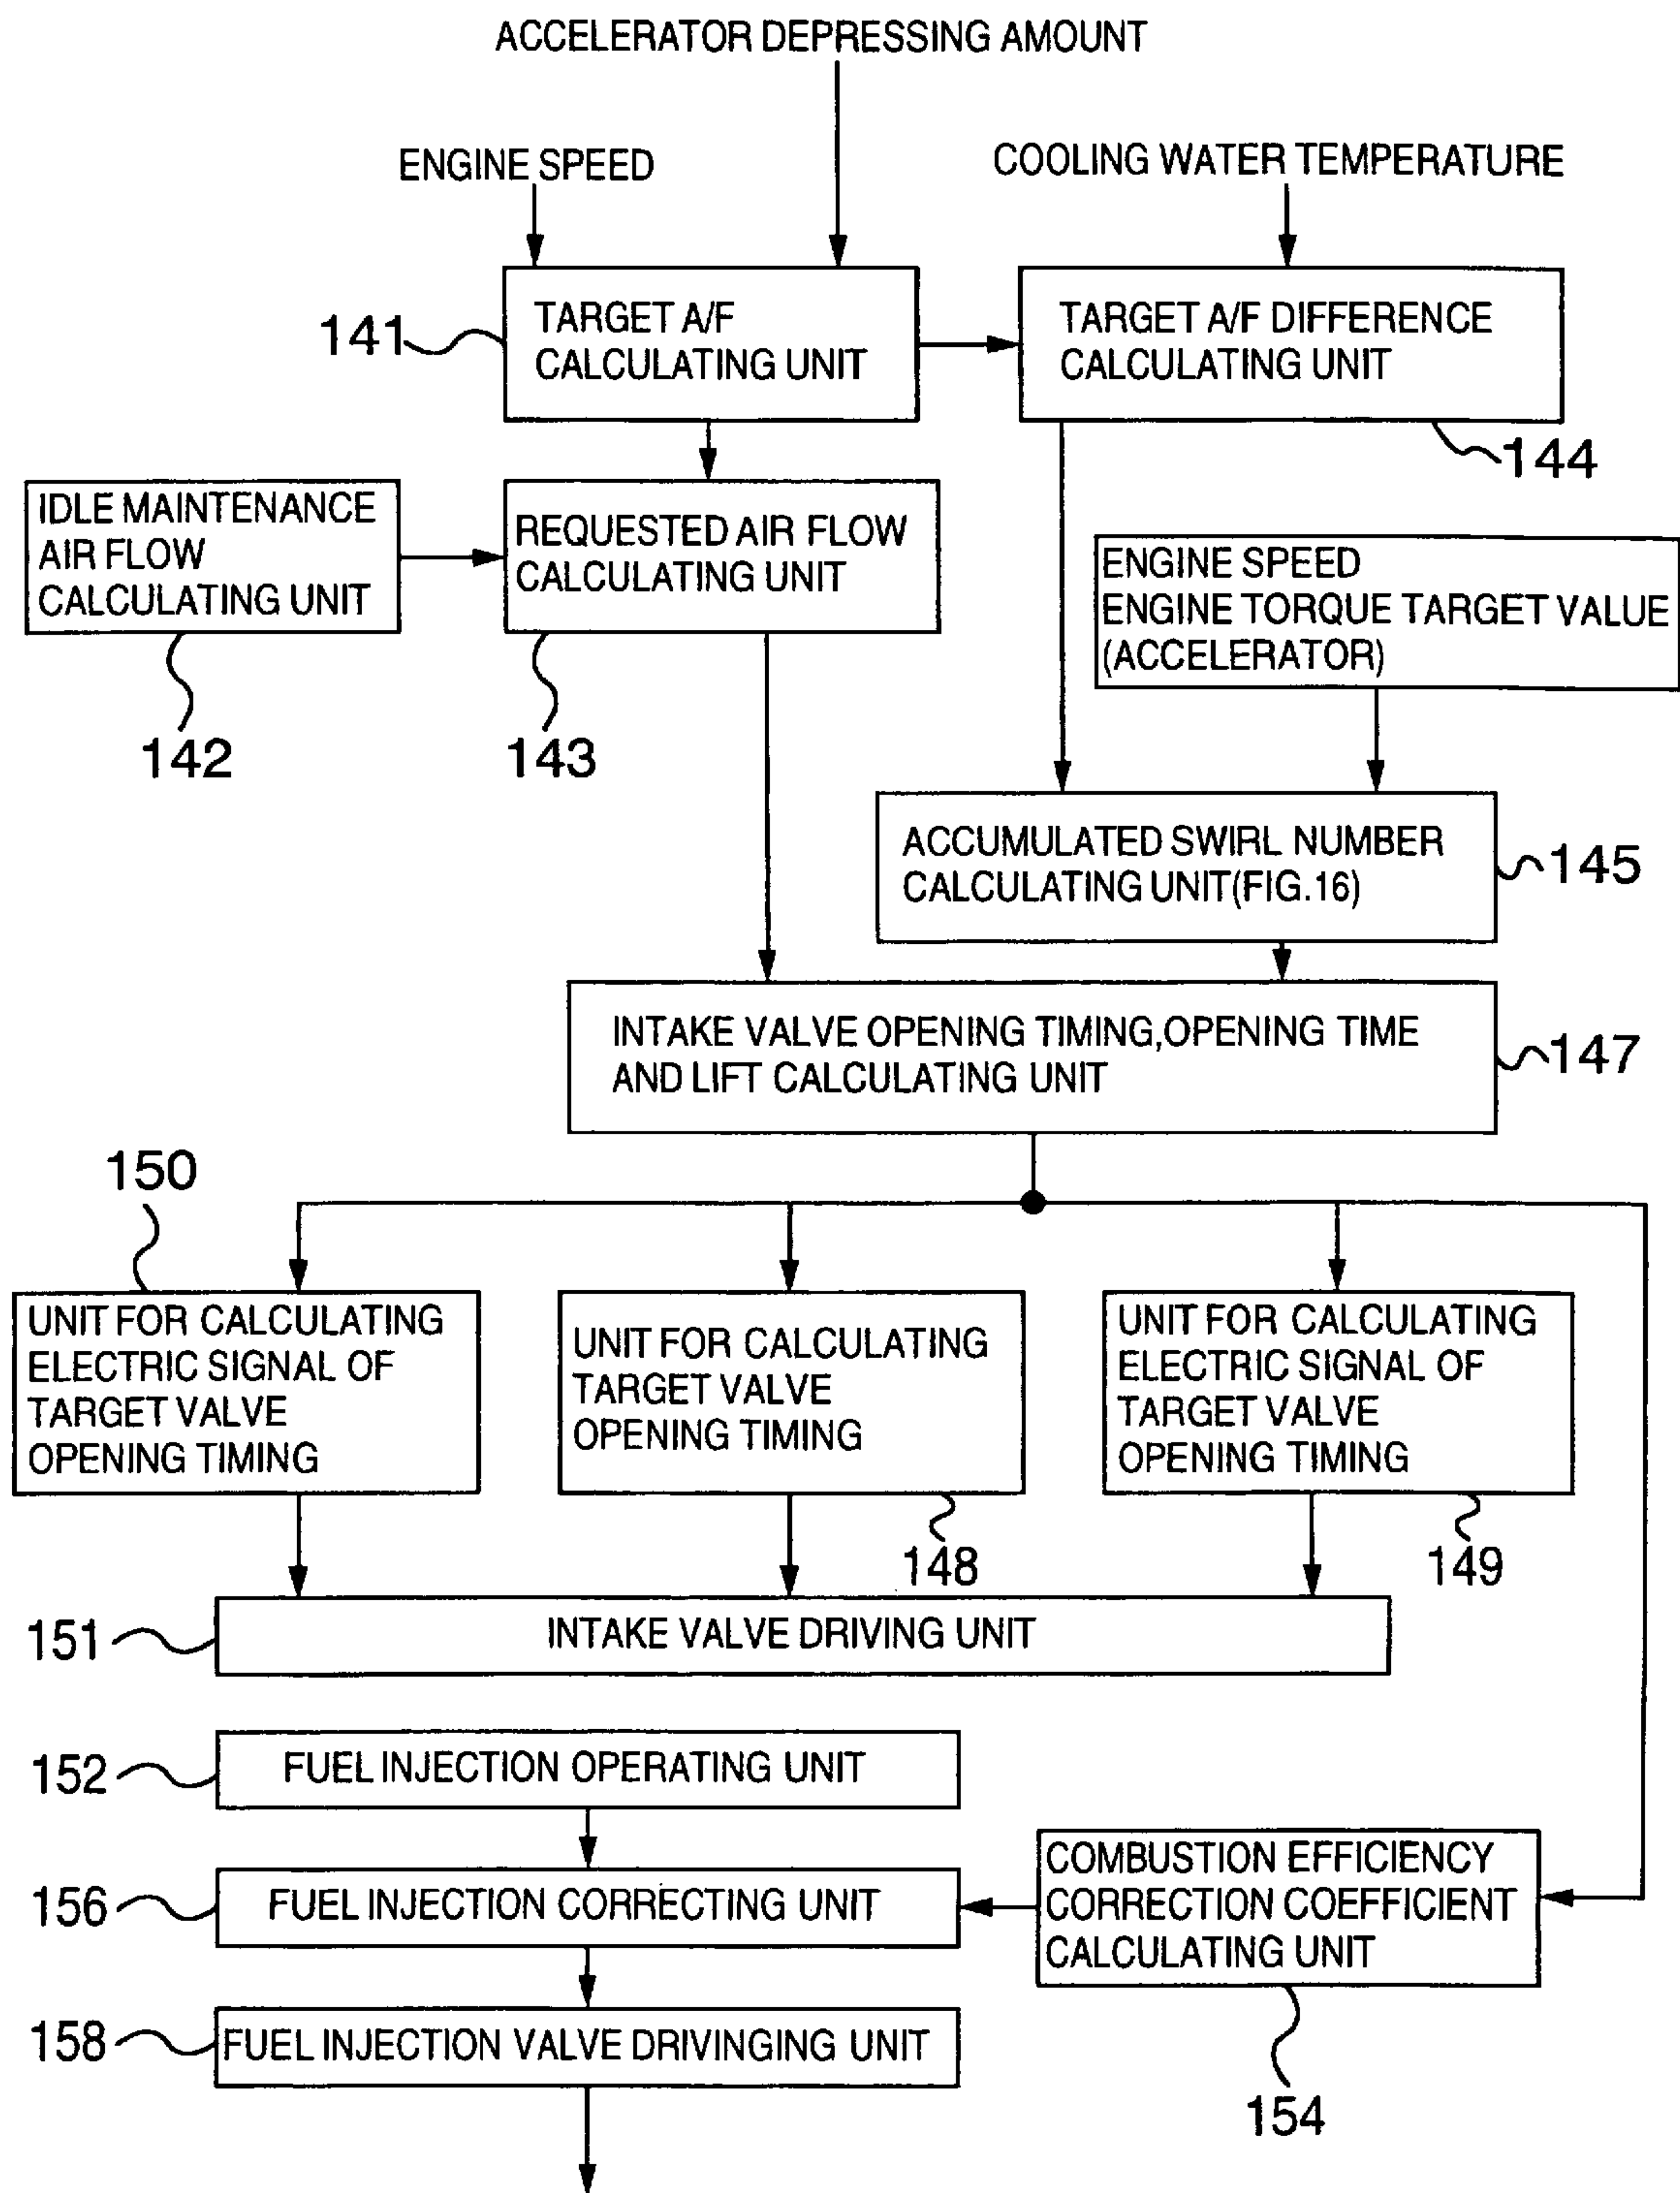 ACCELERATOR DEPRESSING AMOUNT
ENGINE SPEED
COOLING WATER TEMPERATURE
141
TARGET A/F
CALCULATING UNIT
TARGET A/F DIFFERENCE
CALCULATING UNIT
144
IDLE MAINTENANCE
AIR FLOW
CALCULATING UNIT
142
REQUESTED AIR FLOW
CALCULATING UNIT
143
ENGINE SPEED
ENGINE TORQUE TARGET VALUE
(ACCELERATOR)
ACCUMULATED SWIRL NUMBER
CALCULATING UNIT(FIG.16)
145
INTAKE VALVE OPENING TIMING,OPENING TIME
AND LIFT CALCULATING UNIT
147
150
UNIT FOR CALCULATING
ELECTRIC SIGNAL OF
TARGET VALVE
OPENING TIMING
UNIT FOR CALCULATING
TARGET VALVE
OPENING TIMING
148
UNIT FOR CALCULATING
ELECTRIC SIGNAL OF
TARGET VALVE
OPENING TIMING
149
151
INTAKE VALVE DRIVING UNIT
152
FUEL INJECTION OPERATING UNIT
156
FUEL INJECTION CORRECTING UNIT
COMBUSTION EFFICIENCY
CORRECTION COEFFICIENT
CALCULATING UNIT
154
158
FUEL INJECTION VALVE DRIVINGING UNIT